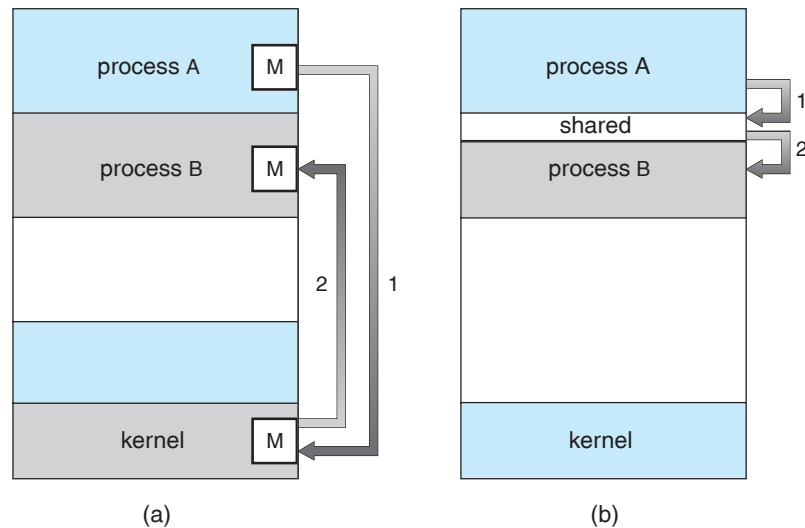 process A
M
process B
M
2
1
kernel
M
(a)
process A
1
shared
2
process B
kernel
(b)